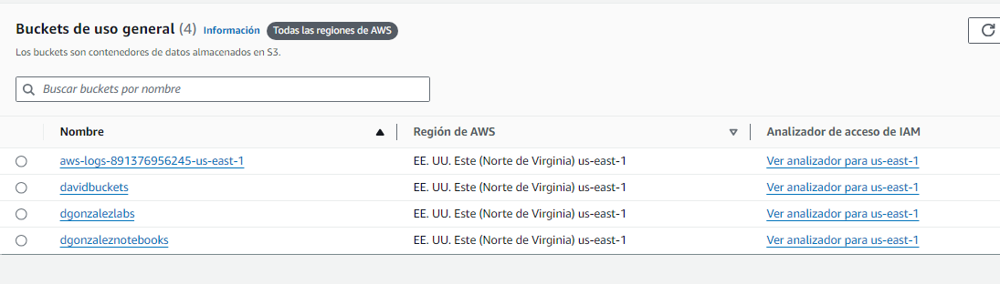 Buckets de uso general (4) Información Todas las regiones de AWS
Los buckets son contenedores de datos almacenados en S3.
Buscar buckets por nombre
Nombre Región de AWS Analizador de acceso de IAM
aws-logs-891376956245-us-east-1 EE. UU. Este (Norte de Virginia) us-east-1 Ver analizador para us-east-1
davidbuckets EE. UU. Este (Norte de Virginia) us-east-1 Ver analizador para us-east-1
dgonzalezlabs EE. UU. Este (Norte de Virginia) us-east-1 Ver analizador para us-east-1
dgonzaleznotebooks EE. UU. Este (Norte de Virginia) us-east-1 Ver analizador para us-east-1